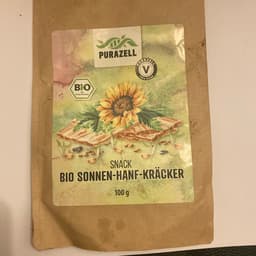 PURAZELL
V
BIO
SNACK
BIO SONNEN-HANF-KRÄCKER
100 g